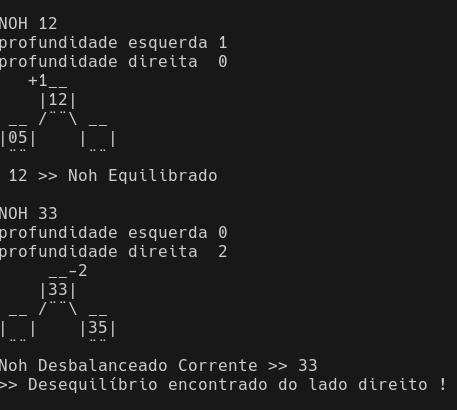 NOH 12
profundidade esquerda 1
profundidade direita  0
   +1__
    |12|
 __ /¨¨\ __
|05|    |  |
 ¨¨      ¨¨
 12 >> Noh Equilibrado
NOH 33
profundidade esquerda 0
profundidade direita  2
     __-2
    |33|
 __ /¨¨\ __
|  |    |35|
 ¨¨      ¨¨
Noh Desbalanceado Corrente >> 33
>> Desequilíbrio encontrado do lado direito !